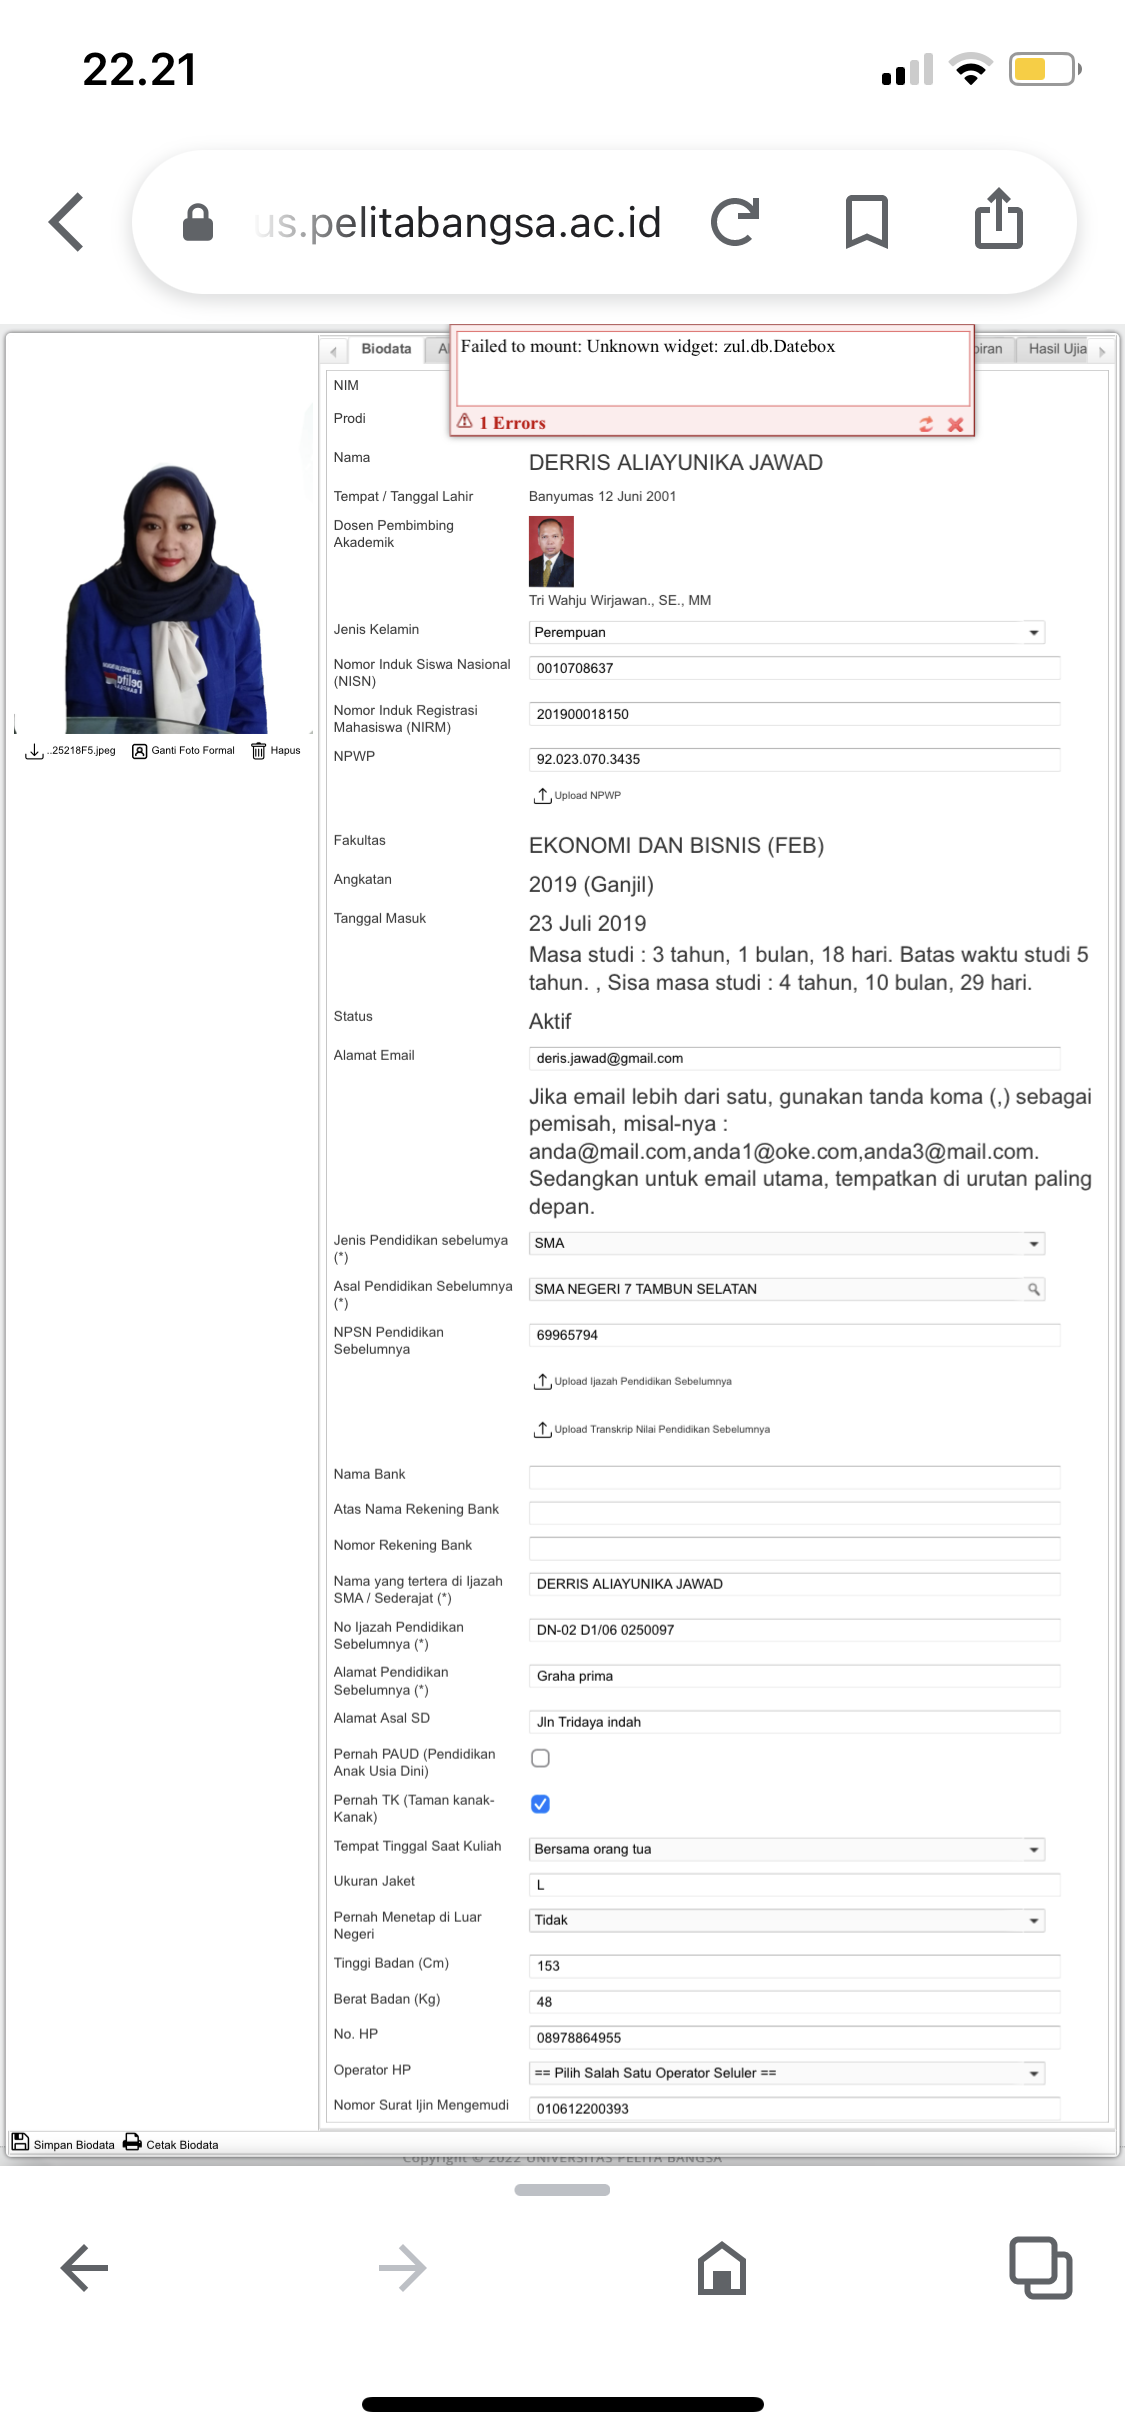 22.21
us.pelitabangsa.ac.id
Biodata
Failed to mount: Unknown widget: zul.db.Datebox
Hasil Ujia
1 Errors
NIM
Prodi
Nama DERRIS ALIAYUNIKA JAWAD
Tempat / Tanggal Lahir Banyumas 12 Juni 2001
Dosen Pembimbing
Akademik
Tri Wahju Wirjawan., SE., MM
Jenis Kelamin Perempuan
Nomor Induk Siswa Nasional
(NISN) 0010708637
Nomor Induk Registrasi
Mahasiswa (NIRM) 201900018150
pelita
..25218F5.jpeg Ganti Foto Formal Hapus
NPWP 92.023.070.3435
Upload NPWP
Fakultas EKONOMI DAN BISNIS (FEB)
Angkatan 2019 (Ganjil)
Tanggal Masuk 23 Juli 2019
Masa studi : 3 tahun, 1 bulan, 18 hari. Batas waktu studi 5
tahun. , Sisa masa studi : 4 tahun, 10 bulan, 29 hari.
Status Aktif
Alamat Email deris.jawad@gmail.com
Jika email lebih dari satu, gunakan tanda koma (,) sebagai
pemisah, misal-nya :
anda@mail.com,anda1@oke.com,anda3@mail.com.
Sedangkan untuk email utama, tempatkan di urutan paling
depan.
Jenis Pendidikan sebelumya
(*) SMA
Asal Pendidikan Sebelumnya
(*) SMA NEGERI 7 TAMBUN SELATAN
NPSN Pendidikan
Sebelumnya 69965794
Upload Ijazah Pendidikan Sebelumnya
Upload Transkrip Nilai Pendidikan Sebelumnya
Nama Bank
Atas Nama Rekening Bank
Nomor Rekening Bank
Nama yang tertera di Ijazah
SMA / Sederajat (*) DERRIS ALIAYUNIKA JAWAD
No Ijazah Pendidikan
Sebelumnya (*) DN-02 D1/06 0250097
Alamat Pendidikan
Sebelumnya (*) Graha prima
Alamat Asal SD Jln Tridaya indah
Pernah PAUD (Pendidikan
Anak Usia Dini)
Pernah TK (Taman kanak-
Kanak)
Tempat Tinggal Saat Kuliah Bersama orang tua
Ukuran Jaket L
Pernah Menetap di Luar
Negeri Tidak
Tinggi Badan (Cm) 153
Berat Badan (Kg) 48
No. HP 08978864955
Operator HP == Pilih Salah Satu Operator Seluler ==
Nomor Surat Ijin Mengemudi 010612200393
Simpan Biodata Cetak Biodata
Copyright © 2022 UNIVERSITAS PELITA BANGSA